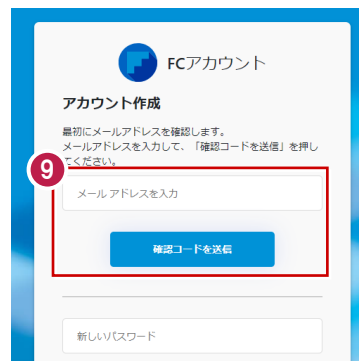 FCアカウント
アカウント作成
最初にメールアドレスを確認します。
メールアドレスを入力して、「確認コードを送信」を押し
てください。
9
メール アドレスを入力
確認コードを送信
新しいパスワード